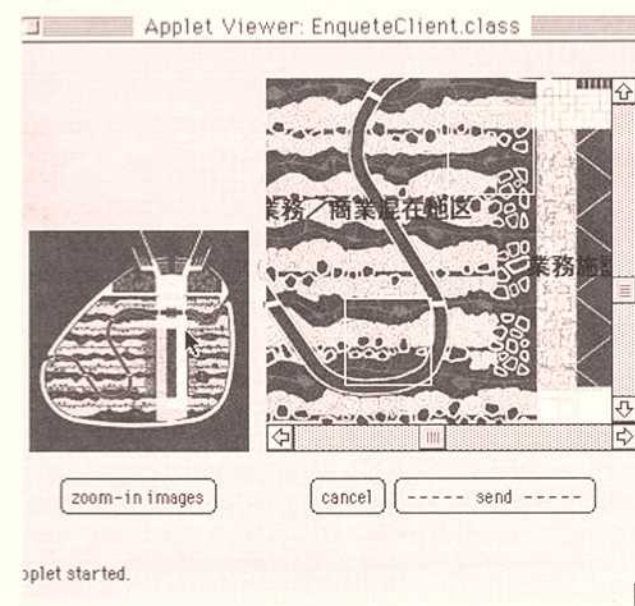 Applet Viewer: EnqueteClient.class
業務／商業混在地区
業務施
zoom-in images
cancel
----- send -----
pplet started.